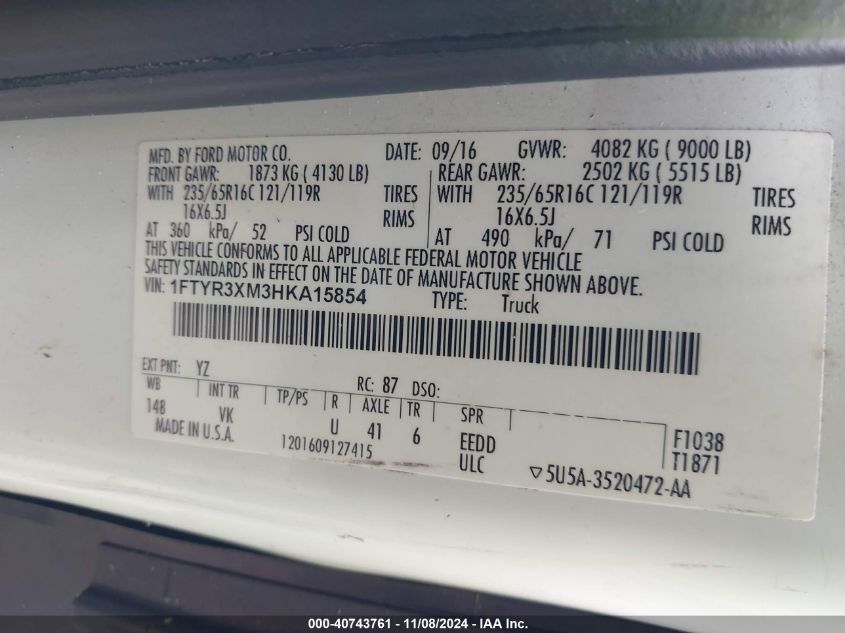 MFD. BY FORD MOTOR CO. DATE: 09/16 GVWR: 4082 KG ( 9000 LB)
FRONT GAWR: 1873 KG ( 4130 LB) REAR GAWR: 2502 KG ( 5515 LB)
WITH 235/65R16C 121/119R TIRES WITH 235/65R16C 121/119R TIRES
16X6.5J RIMS 16X6.5J RIMS
AT 360 kPa/ 52 PSI COLD AT 490 kPa/ 71 PSI COLD
THIS VEHICLE CONFORMS TO ALL APPLICABLE FEDERAL MOTOR VEHICLE
SAFETY STANDARDS IN EFFECT ON THE DATE OF MANUFACTURE SHOWN ABOVE.
VIN: 1FTYR3XM3HKA15854 TYPE: Truck
EXT PNT: YZ RC: 87 DSO:
WB INT TR TP/PS R AXLE TR SPR
148 VK U 41 6 EEDD F1038
MADE IN U.S.A. 1201609127415 ULC T1871
▽5U5A-3520472-AA
000-40743761 - 11/08/2024 - IAA Inc.